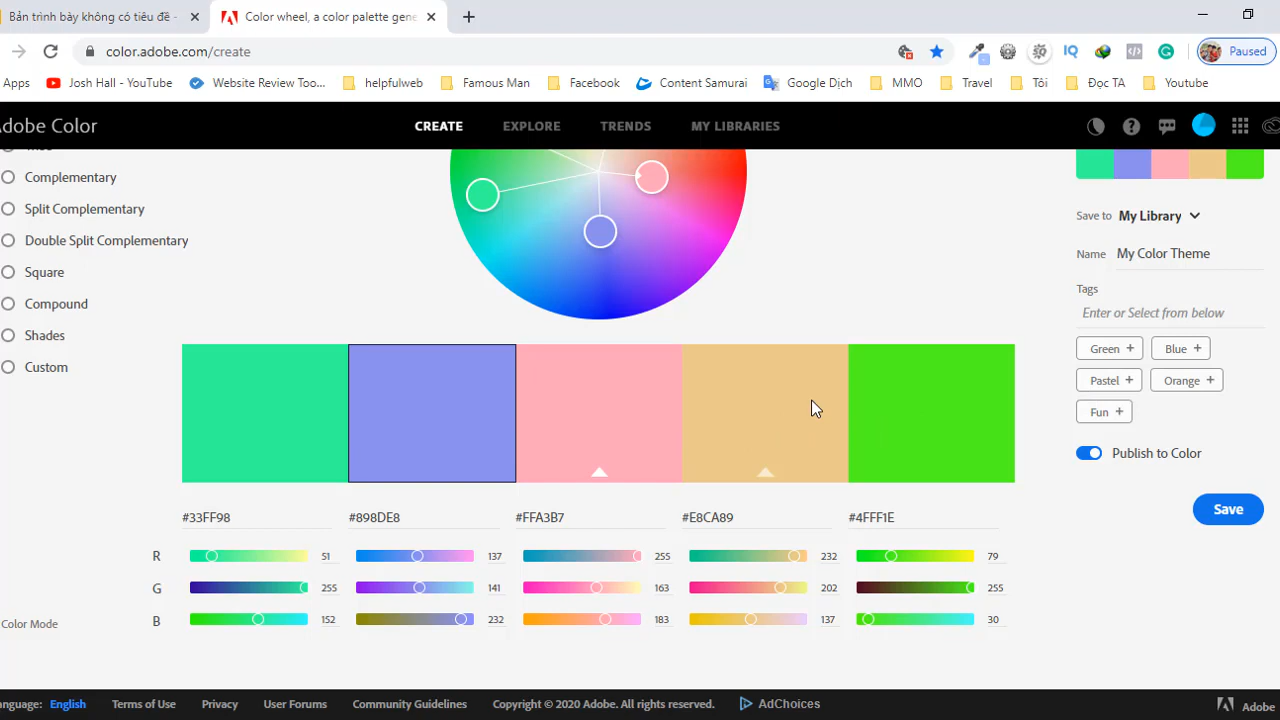 Bản trình bày không có tiêu đề -
Color wheel, a color palette gene
color.adobe.com/create
Paused
Apps
Josh Hall - YouTube
Website Review Too...
helpfulweb
Famous Man
Facebook
Content Samurai
Google Dịch
MMO
Travel
Tôi
Đọc TA
Youtube
dobe Color
CREATE
EXPLORE
TRENDS
MY LIBRARIES
Complementary
Split Complementary
Double Split Complementary
Square
Compound
Shades
Custom
Save to My Library
Name My Color Theme
Tags
Enter or Select from below
Green +
Blue +
Pastel +
Orange +
Fun +
Publish to Color
Save
#33FF98 #898DE8 #FFA3B7 #E8CA89 #4FFF1E
R 51 137 255 232 79
G 255 141 163 202 255
B 152 232 183 137 30
Color Mode
anguage: English
Terms of Use
Privacy
User Forums
Community Guidelines
Copyright © 2020 Adobe. All rights reserved.
AdChoices
Adobe